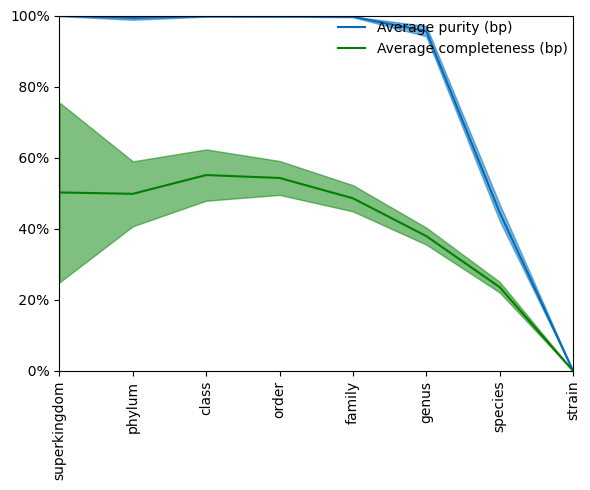 100%
80%
60%
40%
20%
0%
Average purity (bp)
Average completeness (bp)
superkingdom
phylum
class
order
family
genus
species
strain